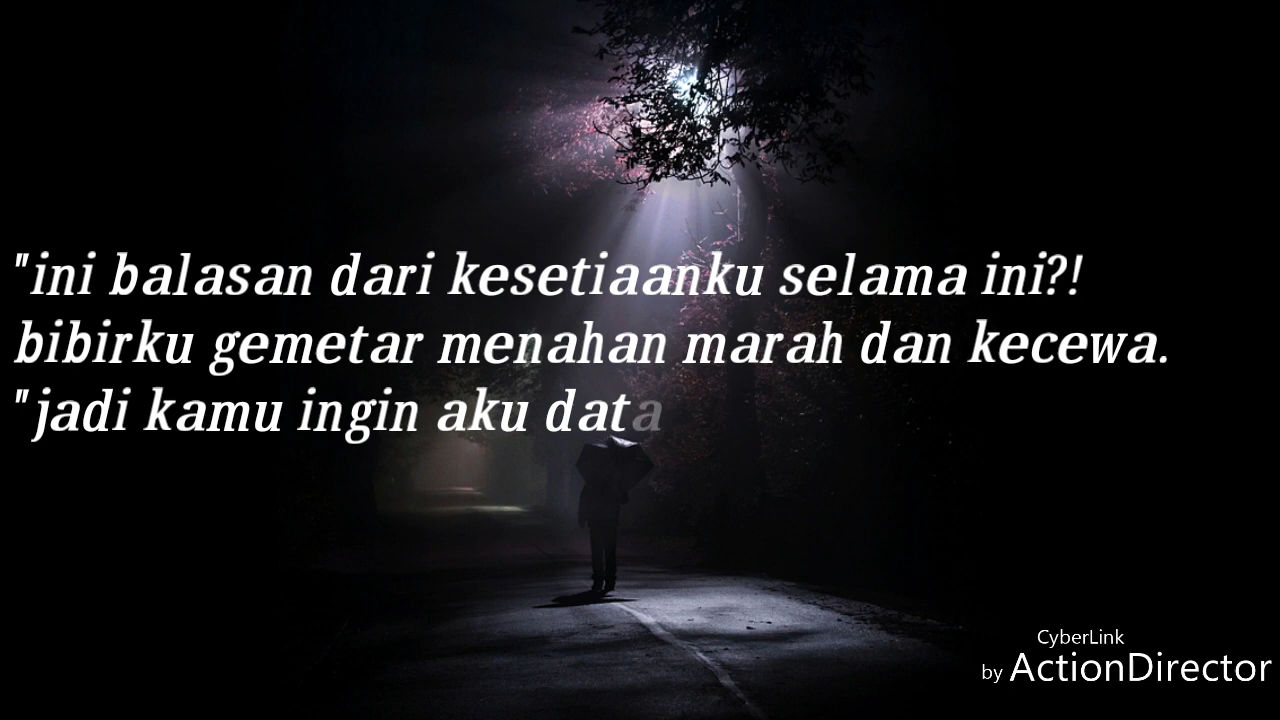 "ini balasan dari kesetiaanku selama ini?!
bibirku gemetar menahan marah dan kecewa.
"jadi kamu ingin aku data
CyberLink
by ActionDirector